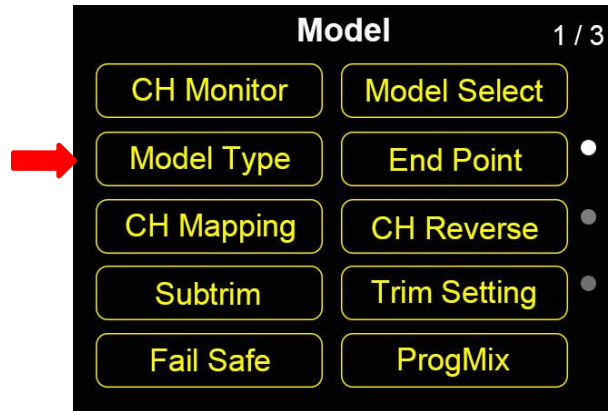 Model 1 / 3
CH Monitor Model Select
Model Type End Point
CH Mapping CH Reverse
Subtrim Trim Setting
Fail Safe ProgMix